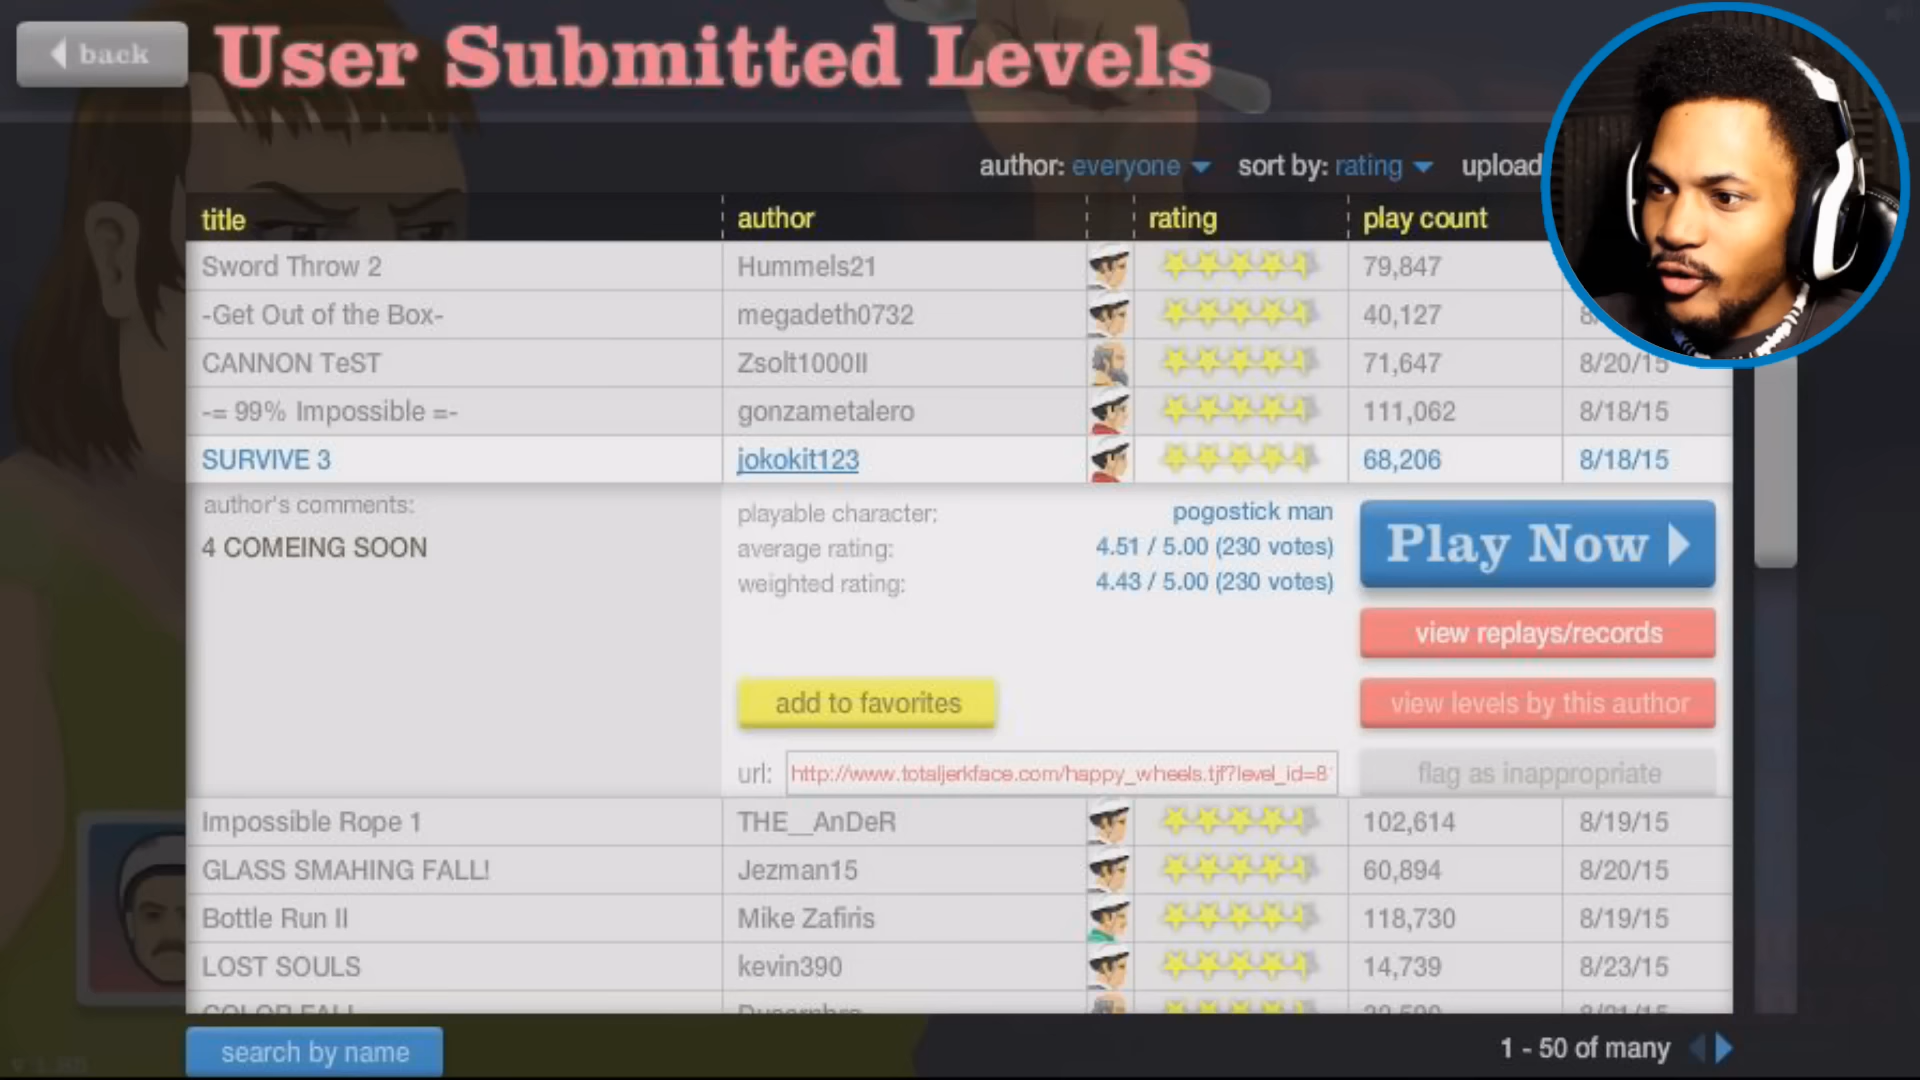 back
User Submitted Levels
author: everyone sort by: rating upload
title author rating play count
Sword Throw 2 Hummels21 79,847
-Get Out of the Box- megadeth0732 40,127
CANNON TeST Zsolt1000II 71,647 8/20/15
-= 99% Impossible =- gonzametalero 111,062 8/18/15
SURVIVE 3 jokokit123 68,206 8/18/15
author's comments:
4 COMEING SOON
playable character: pogostick man
average rating: 4.51 / 5.00 (230 votes)
weighted rating: 4.43 / 5.00 (230 votes)
Play Now
view replays/records
add to favorites
view levels by this author
url: http://www.totaljerkface.com/happy_wheels.tjf?level_id=8
flag as inappropriate
Impossible Rope 1 THE__AnDeR 102,614 8/19/15
GLASS SMAHING FALL! Jezman15 60,894 8/20/15
Bottle Run II Mike Zafiris 118,730 8/19/15
LOST SOULS kevin390 14,739 8/23/15
COLOR FALL
search by name
1 - 50 of many